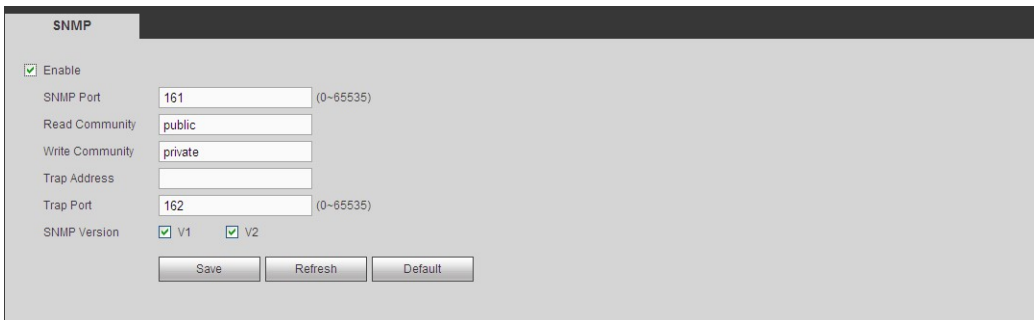 SNMP
Enable
SNMP Port 161 (0~65535)
Read Community public
Write Community private
Trap Address
Trap Port 162 (0~65535)
SNMP Version V1 V2
Save Refresh Default